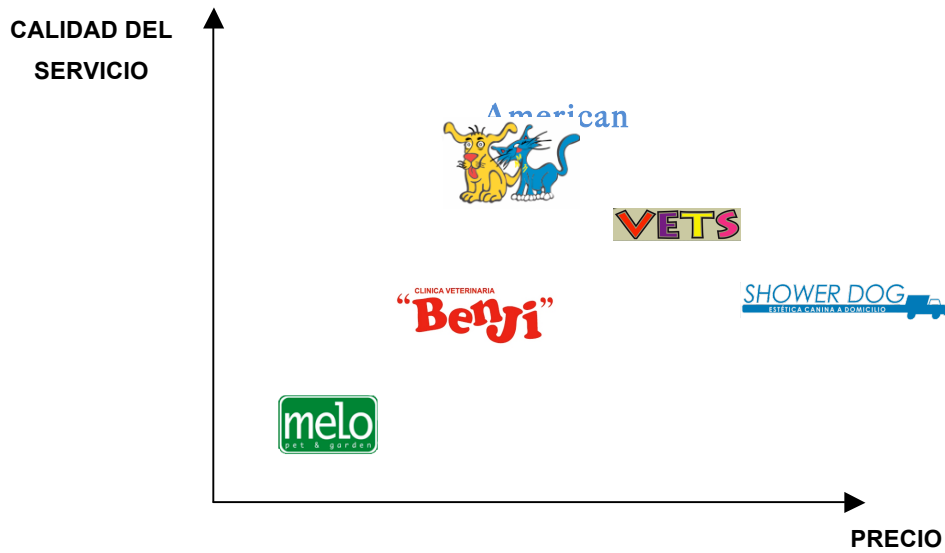 CALIDAD DEL
SERVICIO
American
VETS
CLINICA VETERINARIA
“BenJi”
SHOWER DOG
ESTÉTICA CANINA A DOMICILIO
melo
pet & garden
PRECIO